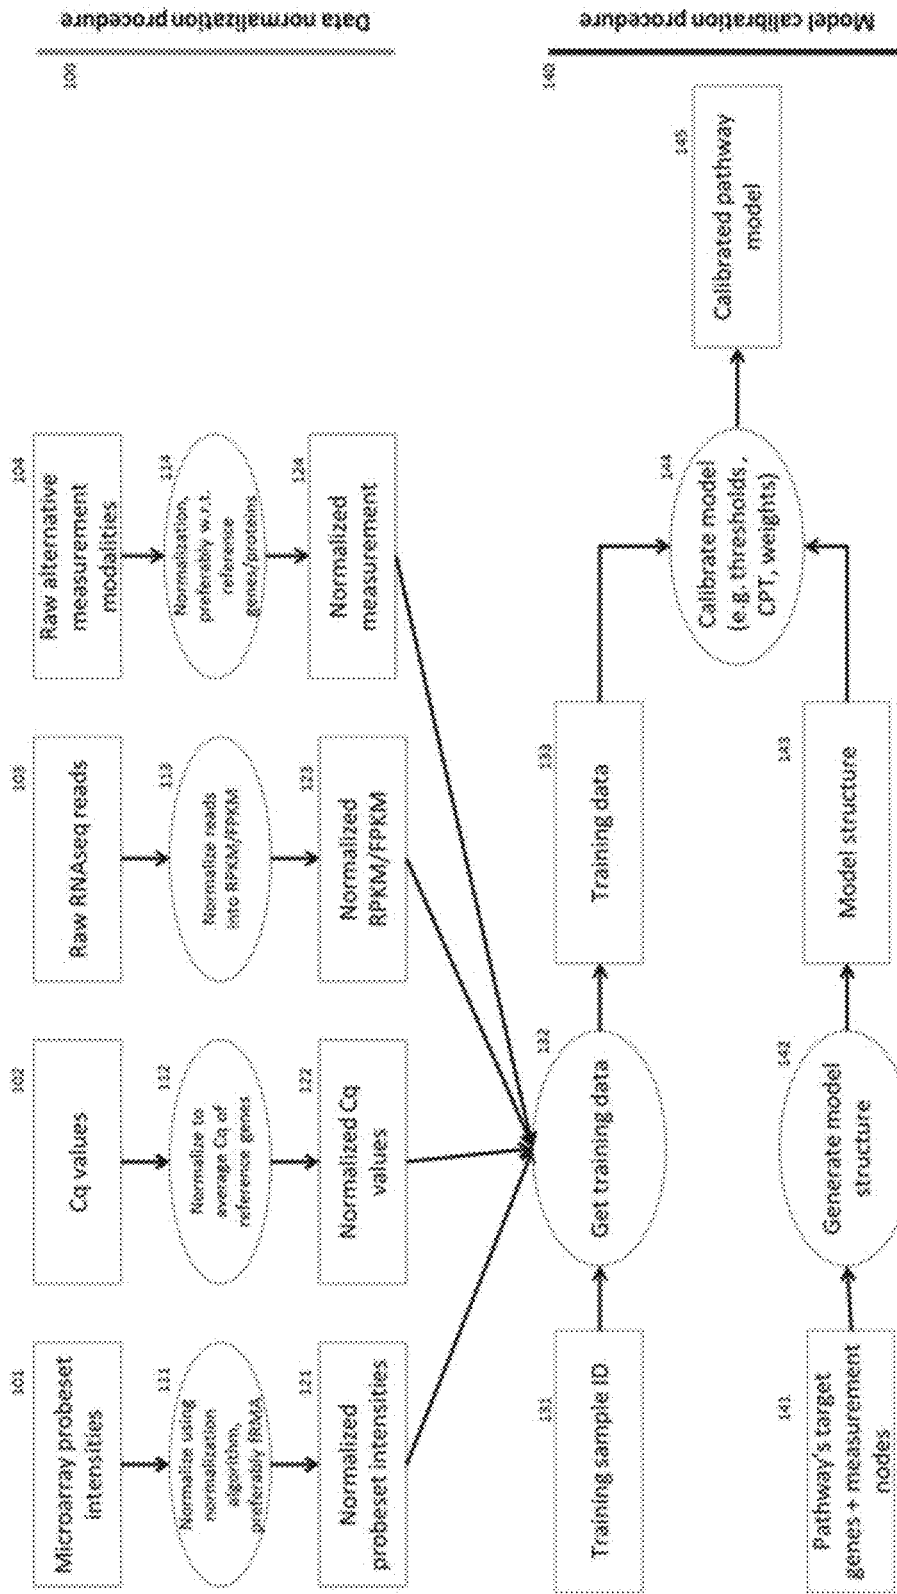 101
Microarray probeset
intensities
102
Cq values
103
Raw RNAseq reads
104
Raw alternative
measurement
modalities
111
Normalize using
normalization
algorithm,
preferably fRMA
112
Normalize to
average Cq of
reference genes
113
Normalize reads
into RPKM/FPKM
114
Normalization,
preferably w.r.t.
reference
genes/proteins
121
Normalized
probeset intensities
122
Normalized Cq
values
123
Normalized
RPKM/FPKM
124
Normalized
measurement
Data normalization procedure
131
Training sample ID
132
Get training data
133
Training data
141
Pathway's target
genes + measurement
nodes
142
Generate model
structure
143
Model structure
144
Calibrate model
(e.g. thresholds,
CPT, weights)
145
Calibrated pathway
model
140
Model calibration procedure